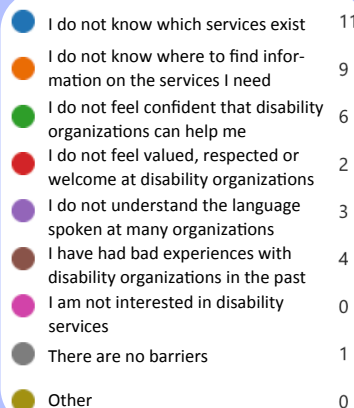 I do not know which services exist 11
I do not know where to find infor-
mation on the services I need 9
I do not feel confident that disability
organizations can help me 6
I do not feel valued, respected or
welcome at disability organizations 2
I do not understand the language
spoken at many organizations 3
I have had bad experiences with
disability organizations in the past 4
I am not interested in disability
services 0
There are no barriers 1
Other 0